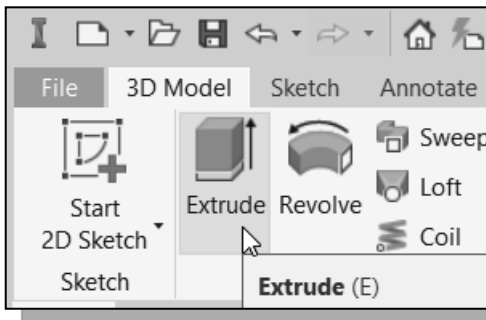 File 3D Model Sketch Annotate
Start
2D Sketch
Extrude
Revolve
Sweep
Loft
Coil
Sketch
Extrude (E)